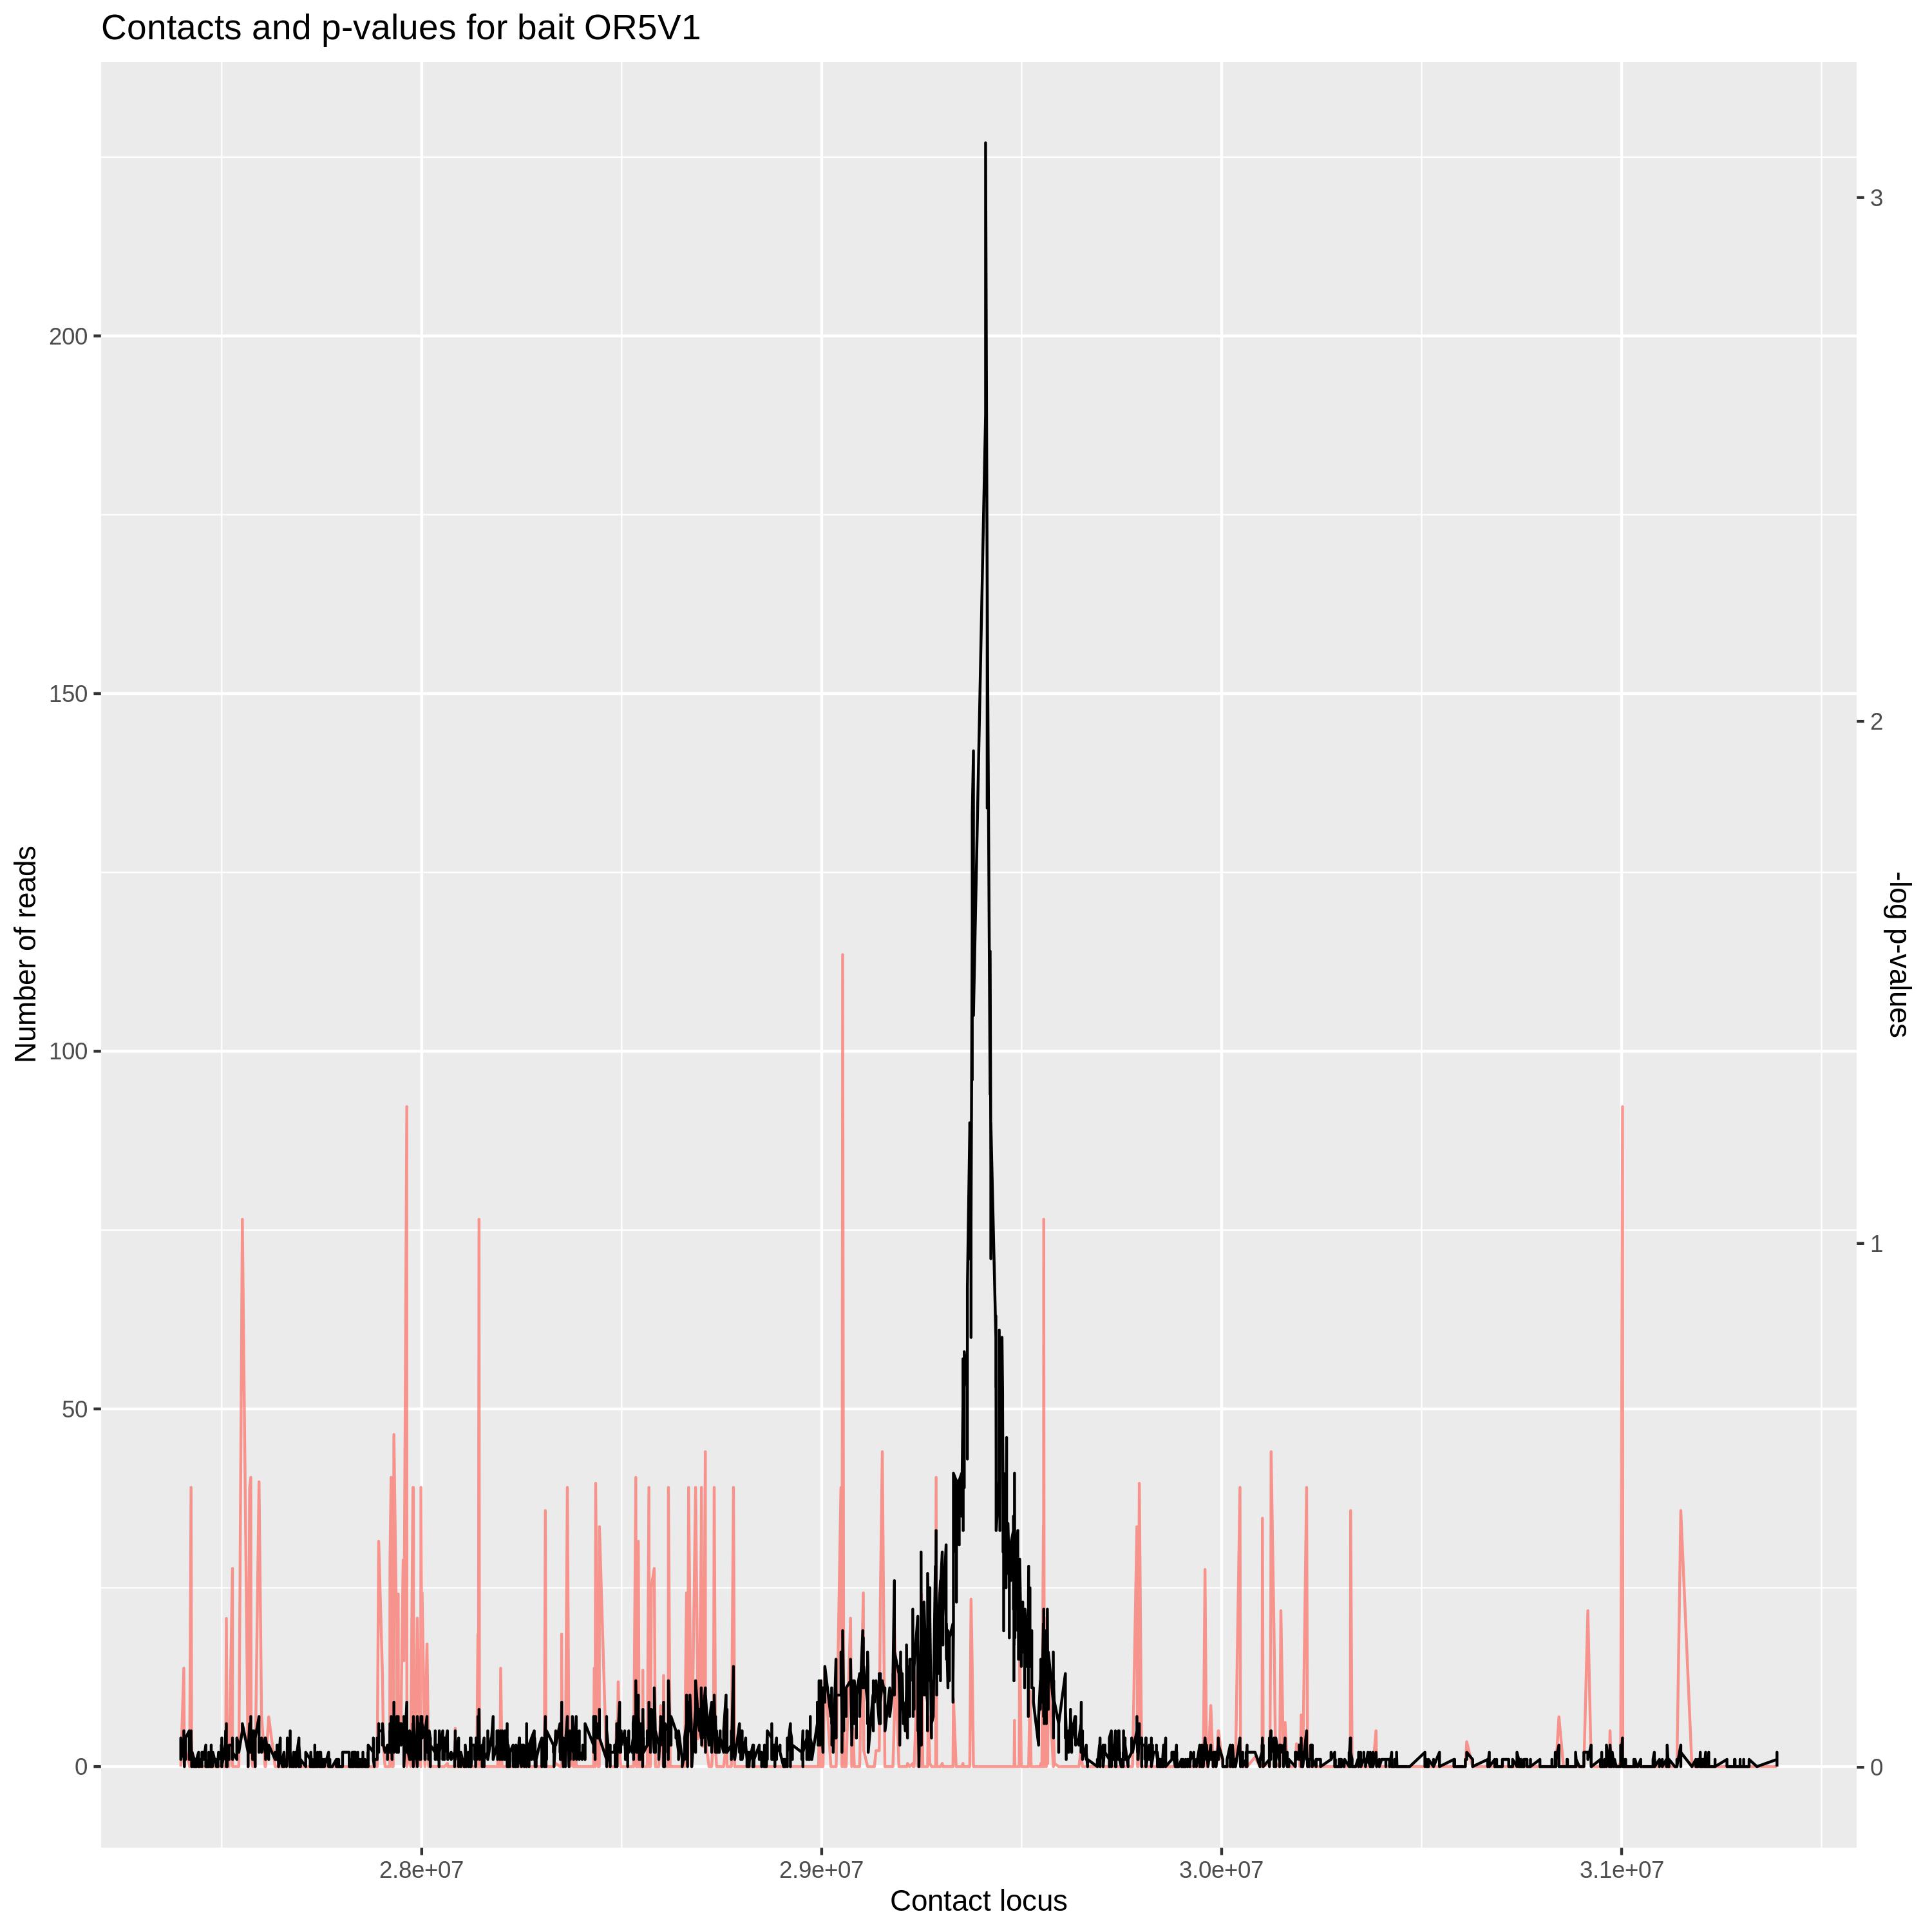 Contacts and p-values for bait OR5V1
Number of reads
200
150
100
50
0
3
2
1
0
-log p-values
2.8e+07
2.9e+07
3.0e+07
3.1e+07
Contact locus